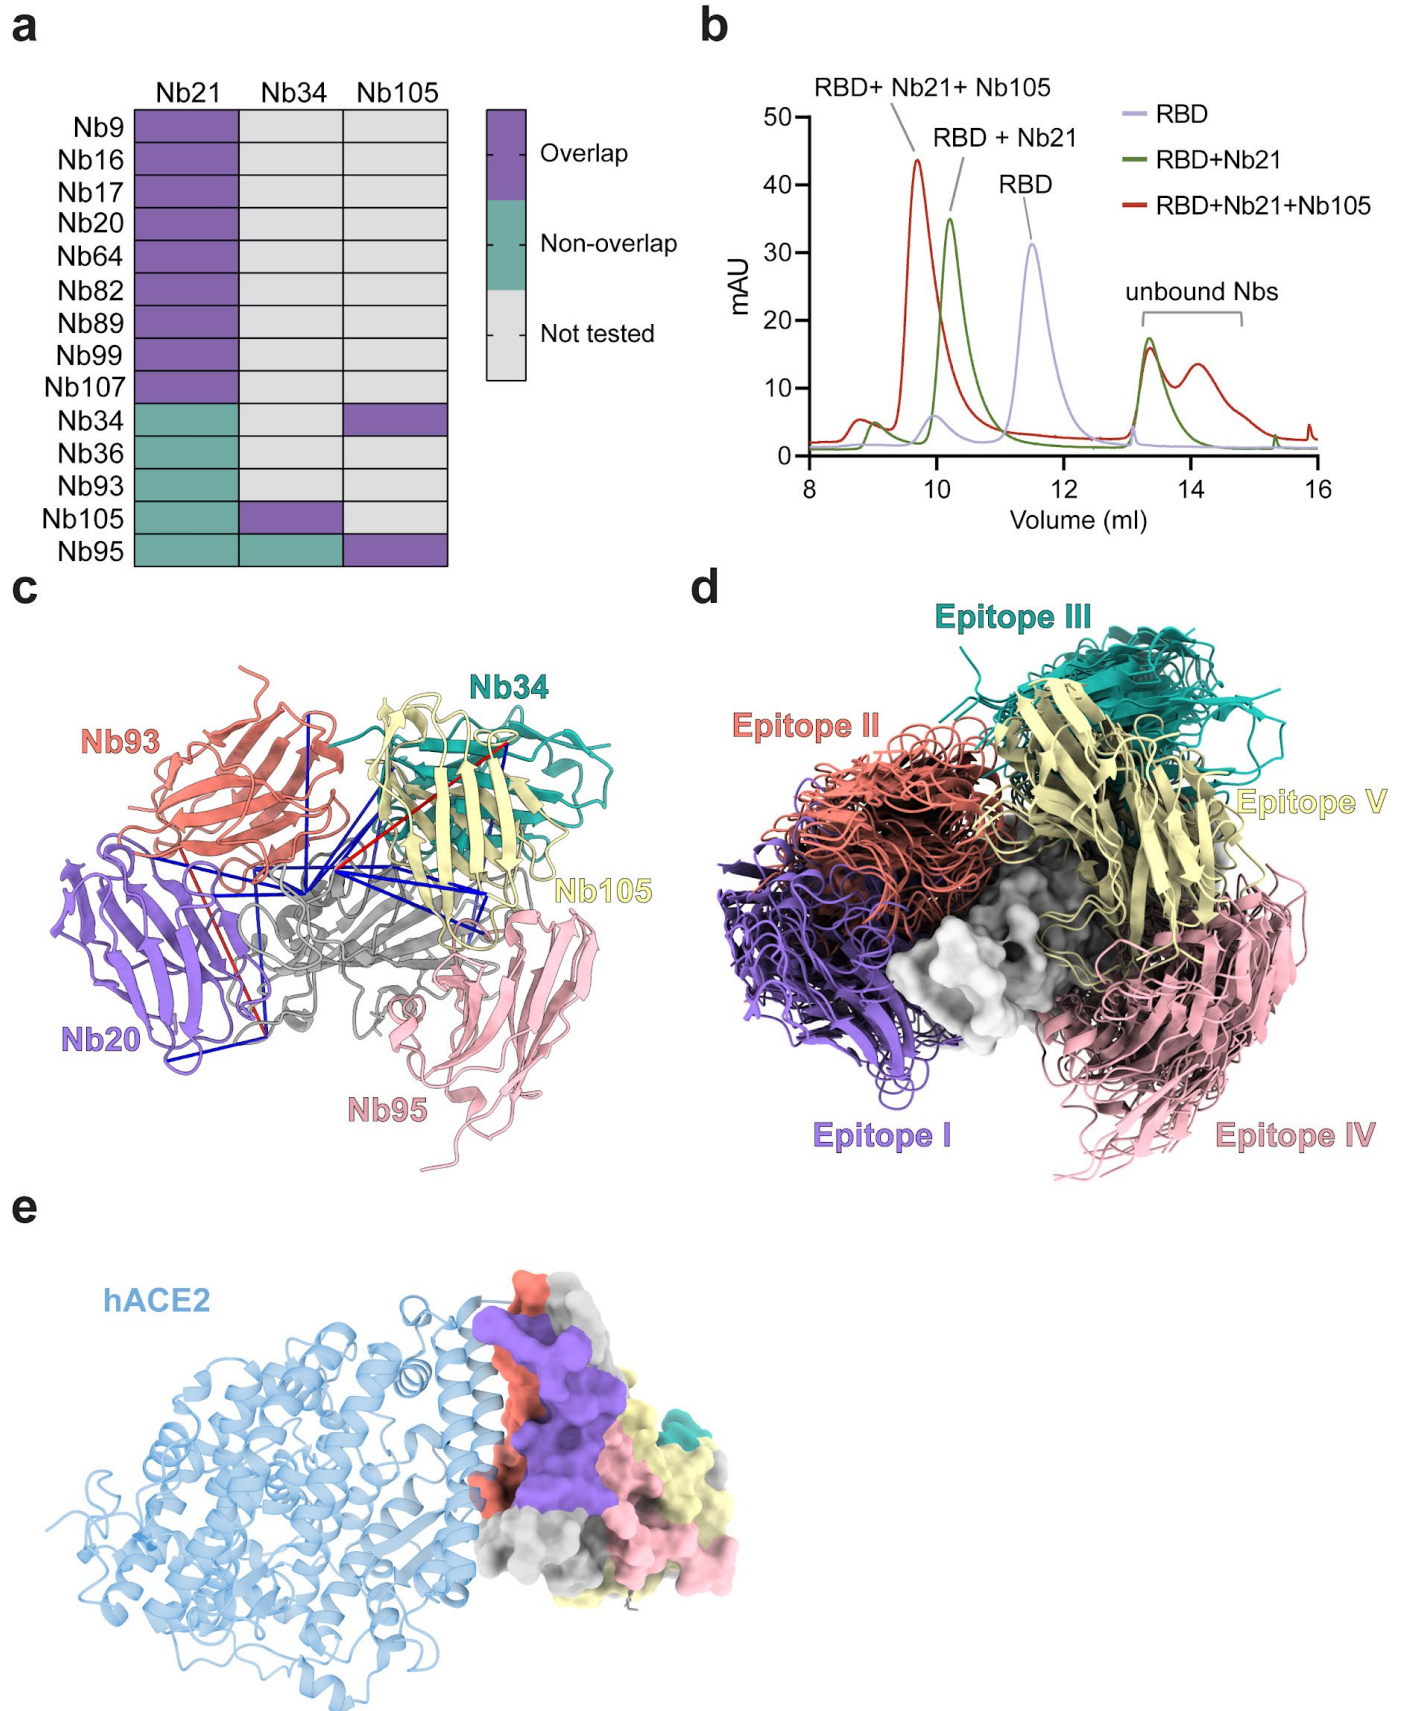 a
Nb21 Nb34 Nb105
Nb9
Nb16
Nb17
Nb20
Nb64
Nb82
Nb89
Nb99
Nb107
Nb34
Nb36
Nb93
Nb105
Nb95
Overlap
Non-overlap
Not tested
b
RBD+ Nb21+ Nb105
RBD + Nb21
RBD
RBD
RBD+Nb21
RBD+Nb21+Nb105
unbound Nbs
mAU
50
40
30
20
10
0
8 10 12 14 16
Volume (ml)
c
Nb34
Nb93
Nb105
Nb20
Nb95
d
Epitope III
Epitope II
Epitope V
Epitope I
Epitope IV
e
hACE2